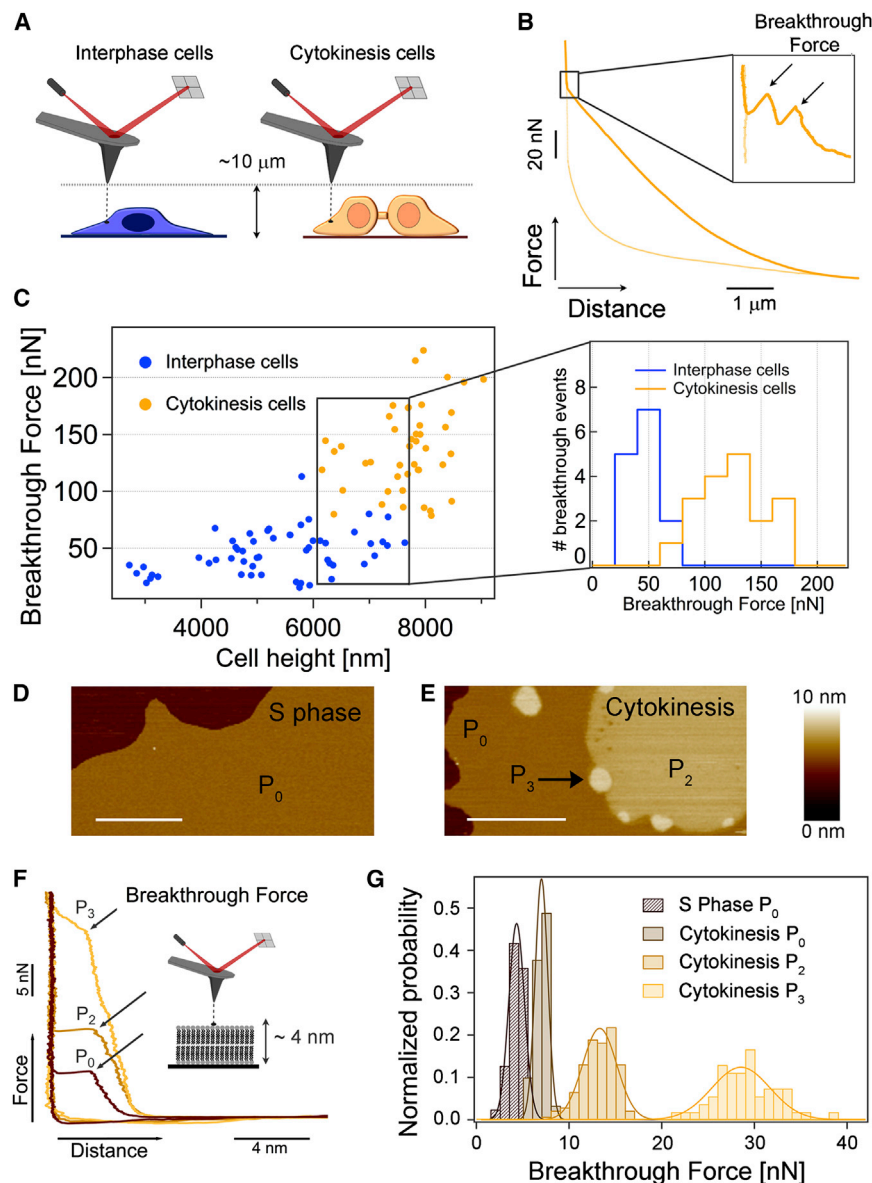 A
Interphase cells
Cytokinesis cells
~10 μm
B
Breakthrough
Force
20 nN
Force
Distance
1 μm
C
Breakthrough Force [nN]
200
150
100
50
Interphase cells
Cytokinesis cells
4000
6000
8000
Cell height [nm]
# breakthrough events
8
6
4
2
0
Interphase cells
Cytokinesis cells
0
50
100
150
200
Breakthrough Force [nN]
D
S phase
P₀
E
Cytokinesis
P₀
P₃
P₂
10 nm
0 nm
F
Breakthrough Force
P₃
5 nN
P₂
P₀
Force
~ 4 nm
Distance
4 nm
G
Normalized probability
0.5
0.4
0.3
0.2
0.1
0.0
S Phase P₀
Cytokinesis P₀
Cytokinesis P₂
Cytokinesis P₃
0
10
20
30
40
Breakthrough Force [nN]